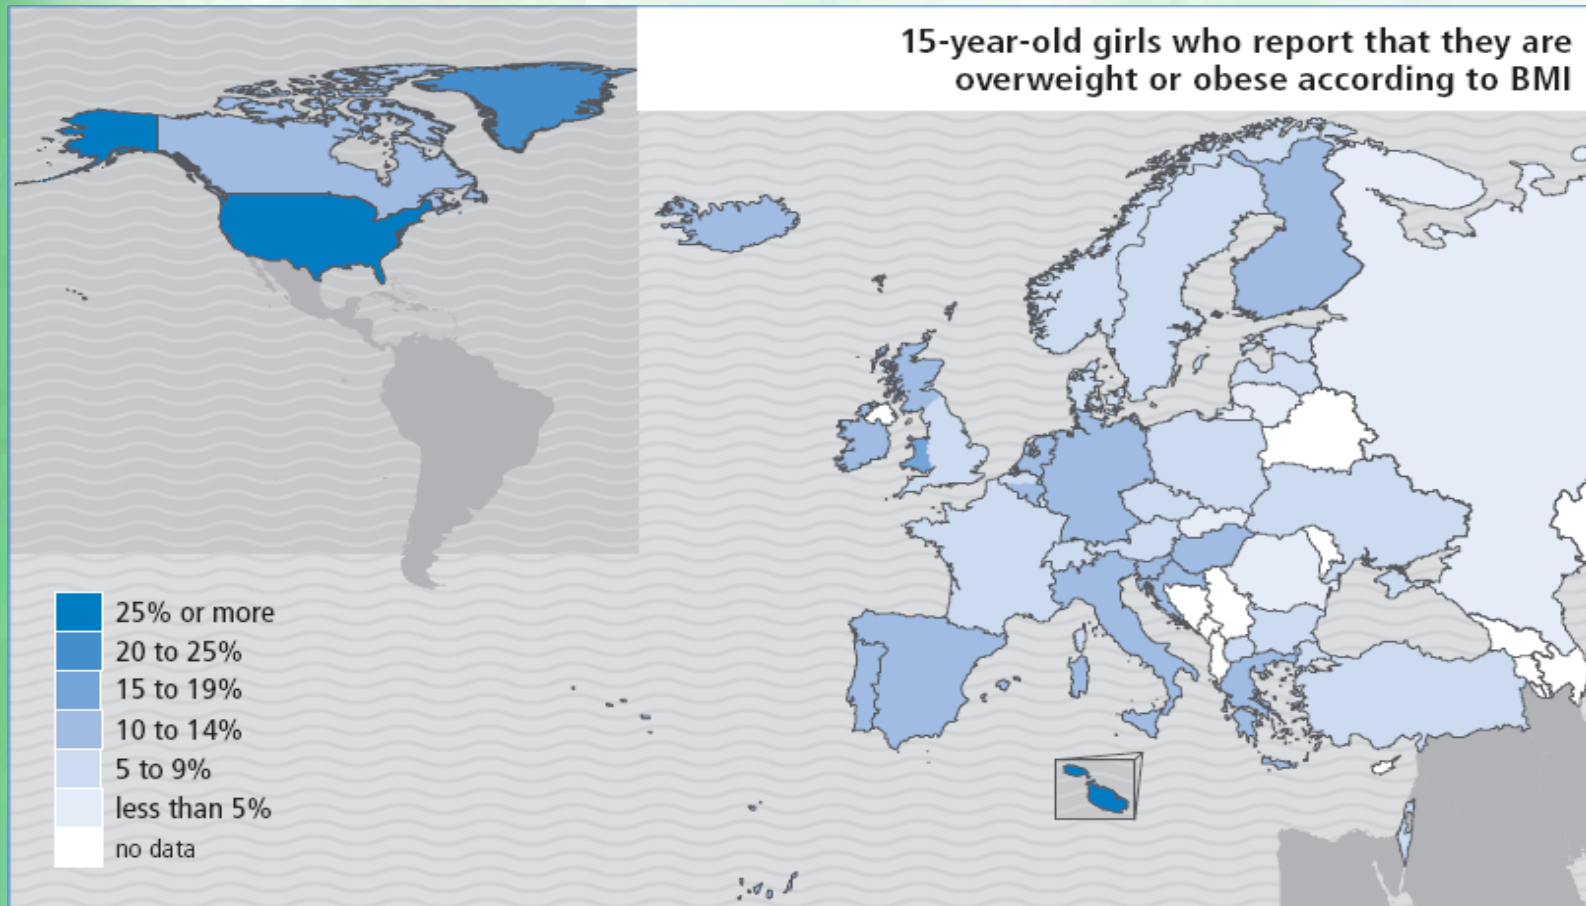 15-year-old girls who report that they are
overweight or obese according to BMI
25% or more
20 to 25%
15 to 19%
10 to 14%
5 to 9%
less than 5%
no data